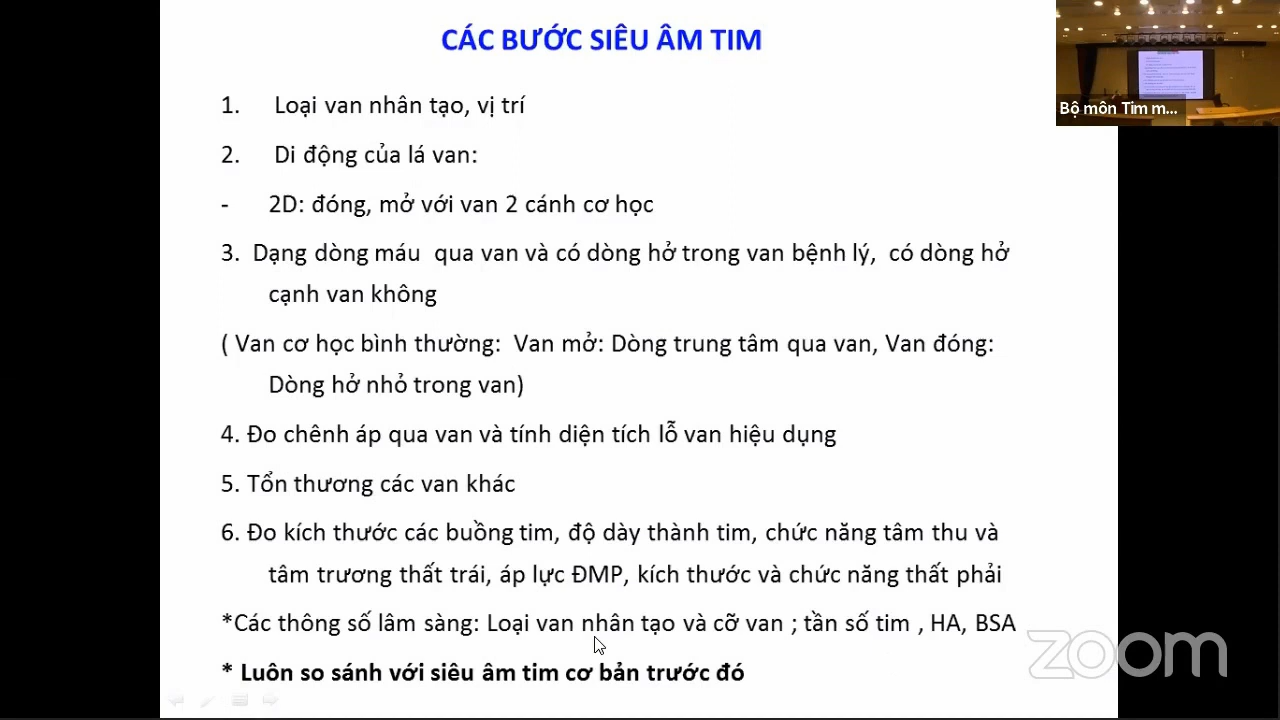 CÁC BƯỚC SIÊU ÂM TIM
Bộ môn Tim m...
1. Loại van nhân tạo, vị trí
2. Di động của lá van:
- 2D: đóng, mở với van 2 cánh cơ học
3. Dạng dòng máu qua van và có dòng hở trong van bệnh lý, có dòng hở
cạnh van không
( Van cơ học bình thường: Van mở: Dòng trung tâm qua van, Van đóng:
Dòng hở nhỏ trong van)
4. Đo chênh áp qua van và tính diện tích lỗ van hiệu dụng
5. Tổn thương các van khác
6. Đo kích thước các buồng tim, độ dày thành tim, chức năng tâm thu và
tâm trương thất trái, áp lực ĐMP, kích thước và chức năng thất phải
*Các thông số lâm sàng: Loại van nhân tạo và cỡ van ; tần số tim , HA, BSA
* Luôn so sánh với siêu âm tim cơ bản trước đó
zoom